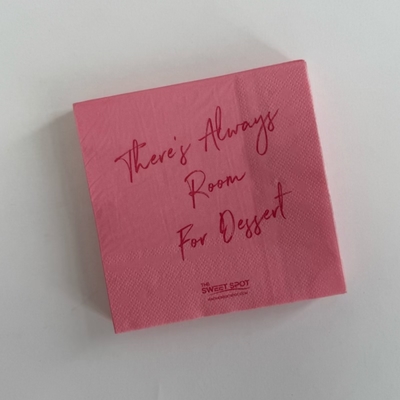 There's Always
Room
For Dessert
THE
SWEET SPOT